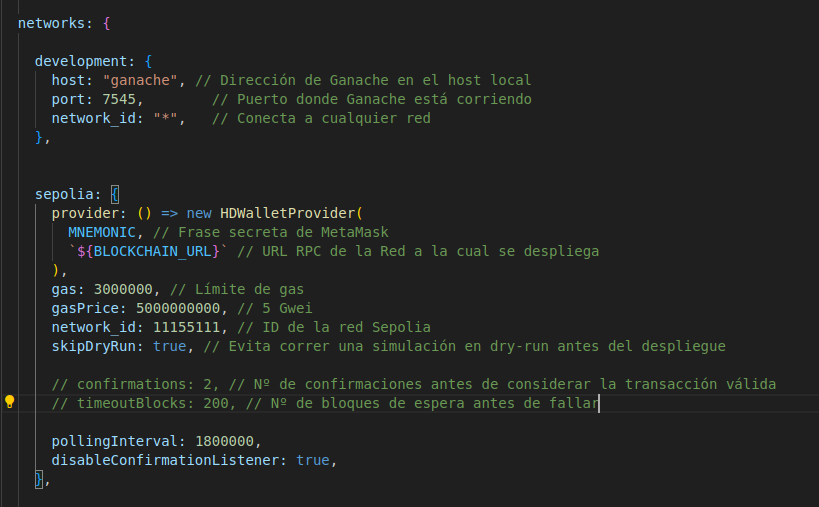 networks: {
development: {
host: "ganache", // Dirección de Ganache en el host local
port: 7545,        // Puerto donde Ganache está corriendo
network_id: "*",   // Conecta a cualquier red
},
sepolia: {
provider: () => new HDWalletProvider(
MNEMONIC, // Frase secreta de MetaMask
`${BLOCKCHAIN_URL}` // URL RPC de la Red a la cual se despliega
),
gas: 3000000, // Límite de gas
gasPrice: 5000000000, // 5 Gwei
network_id: 11155111, // ID de la red Sepolia
skipDryRun: true, // Evita correr una simulación en dry-run antes del despliegue
// confirmations: 2, // Nº de confirmaciones antes de considerar la transacción válida
// timeoutBlocks: 200, // Nº de bloques de espera antes de fallar
pollingInterval: 1800000,
disableConfirmationListener: true,
},